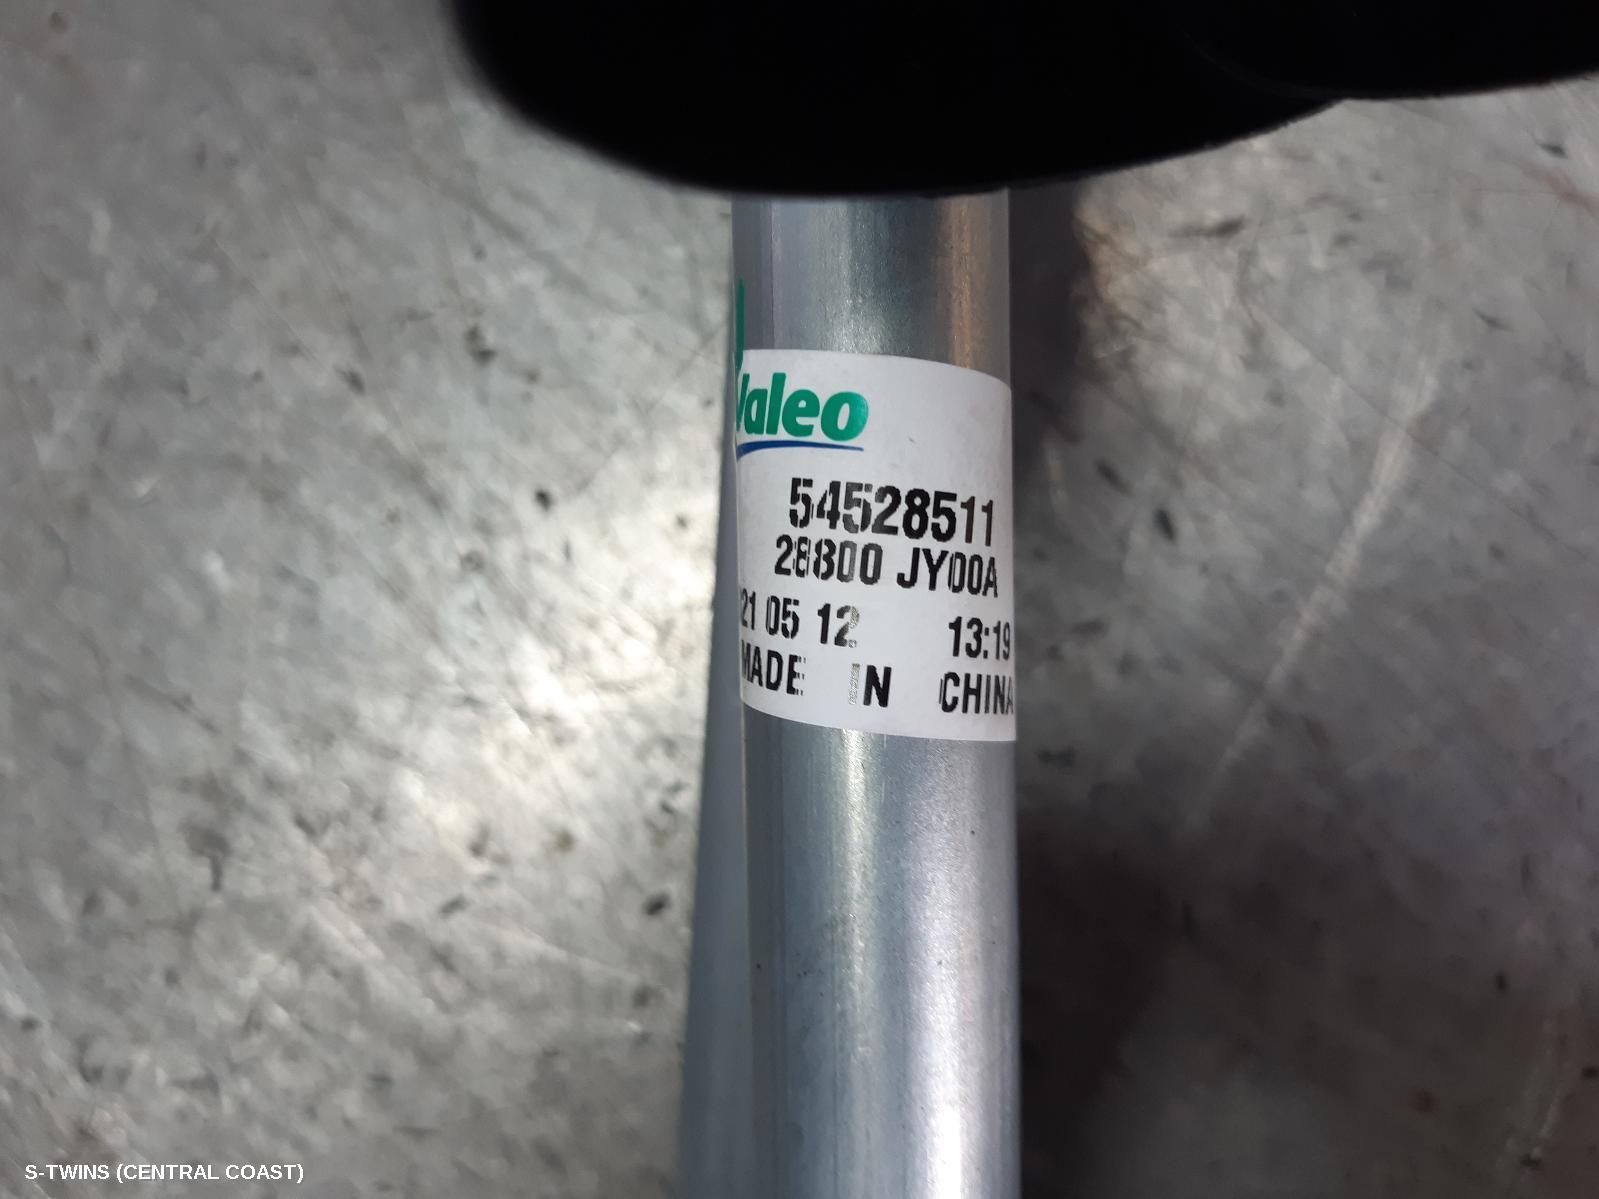 Valeo
54528511
28800 JY00A
21 05 12 13:19
MADE IN CHINA
S-TWINS (CENTRAL COAST)